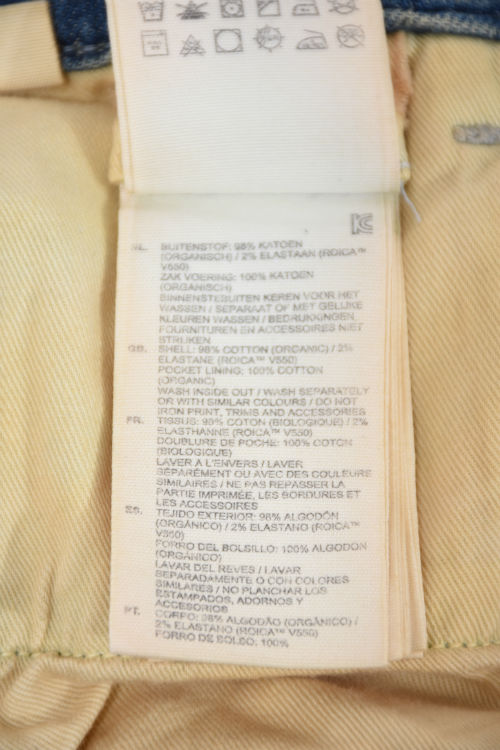 NL. BUITENSTOF: 98% KATOEN
(ORGANISCH) / 2% ELASTAAN (ROICA™
V550)
ZAK VOERING: 100% KATOEN
(ORGANISCH)
BINNENSTEBUITEN KEREN VOOR HET
WASSEN / SEPARAAT OF MET GELIJKE
KLEUREN WASSEN / BEDRUKKINGEN,
FOURNITUREN EN ACCESSOIRES NIET
STRIJKEN
GB. SHELL: 98% COTTON (ORGANIC) / 2%
ELASTANE (ROICA™ V550)
POCKET LINING: 100% COTTON
(ORGANIC)
WASH INSIDE OUT / WASH SEPARATELY
OR WITH SIMILAR COLOURS / DO NOT
IRON PRINT, TRIMS AND ACCESSORIES
FR. TISSUS: 98% COTON (BIOLOGIQUE) / 2%
ELASTHANNE (ROICA™ V550)
DOUBLURE DE POCHE: 100% COTON
(BIOLOGIQUE)
LAVER À L'ENVERS / LAVER
SÉPARÉMENT OU AVEC DES COULEURS
SIMILAIRES / NE PAS REPASSER LA
PARTIE IMPRIMÉE, LES BORDURES ET
LES ACCESSOIRES
ES. TEJIDO EXTERIOR: 98% ALGODÓN
(ORGÁNICO) / 2% ELASTANO (ROICA™
V550)
FORRO DEL BOLSILLO: 100% ALGODÓN
(ORGÁNICO)
LAVAR DEL REVES / LAVAR
SEPARADAMENTE O CON COLORES
SIMILARES / NO PLANCHAR LOS
ESTAMPADOS, ADORNOS Y
ACCESORIOS
PT. CORPO: 98% ALGODÃO (ORGÂNICO) /
2% ELASTANO (ROICA™ V550)
FORRO DE BOLSO: 100%